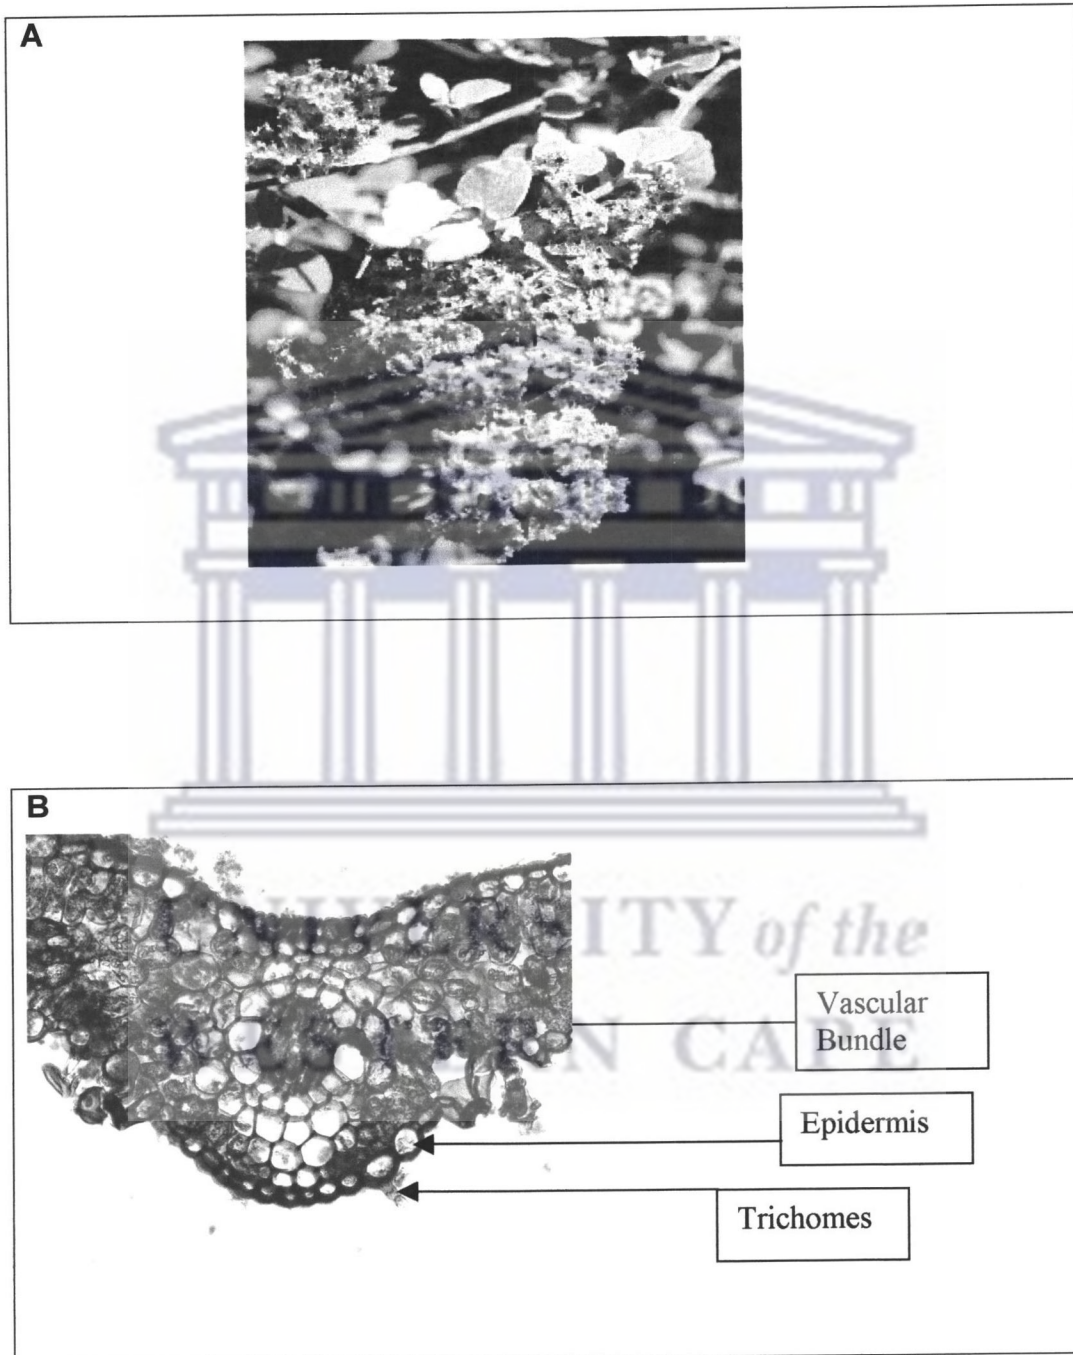 A
B
UNIVERSITY of the
WESTERN CAPE
Vascular
Bundle
Epidermis
Trichomes